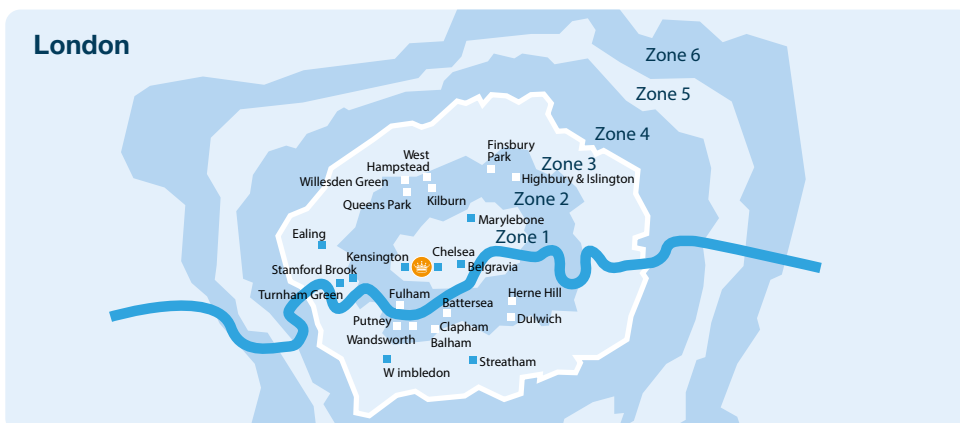 London
Zone 6
Zone 5
Zone 4
Finsbury
Park
West
Hampstead
Zone 3
Willesden Green
Highbury & Islington
Queens Park
Kilburn
Zone 2
Marylebone
Ealing
Zone 1
Kensington
Chelsea
Stamford Brook
Belgravia
Turnham Green
Fulham
Herne Hill
Battersea
Putney
Dulwich
Clapham
Wandsworth
Balham
Streatham
W imbledon